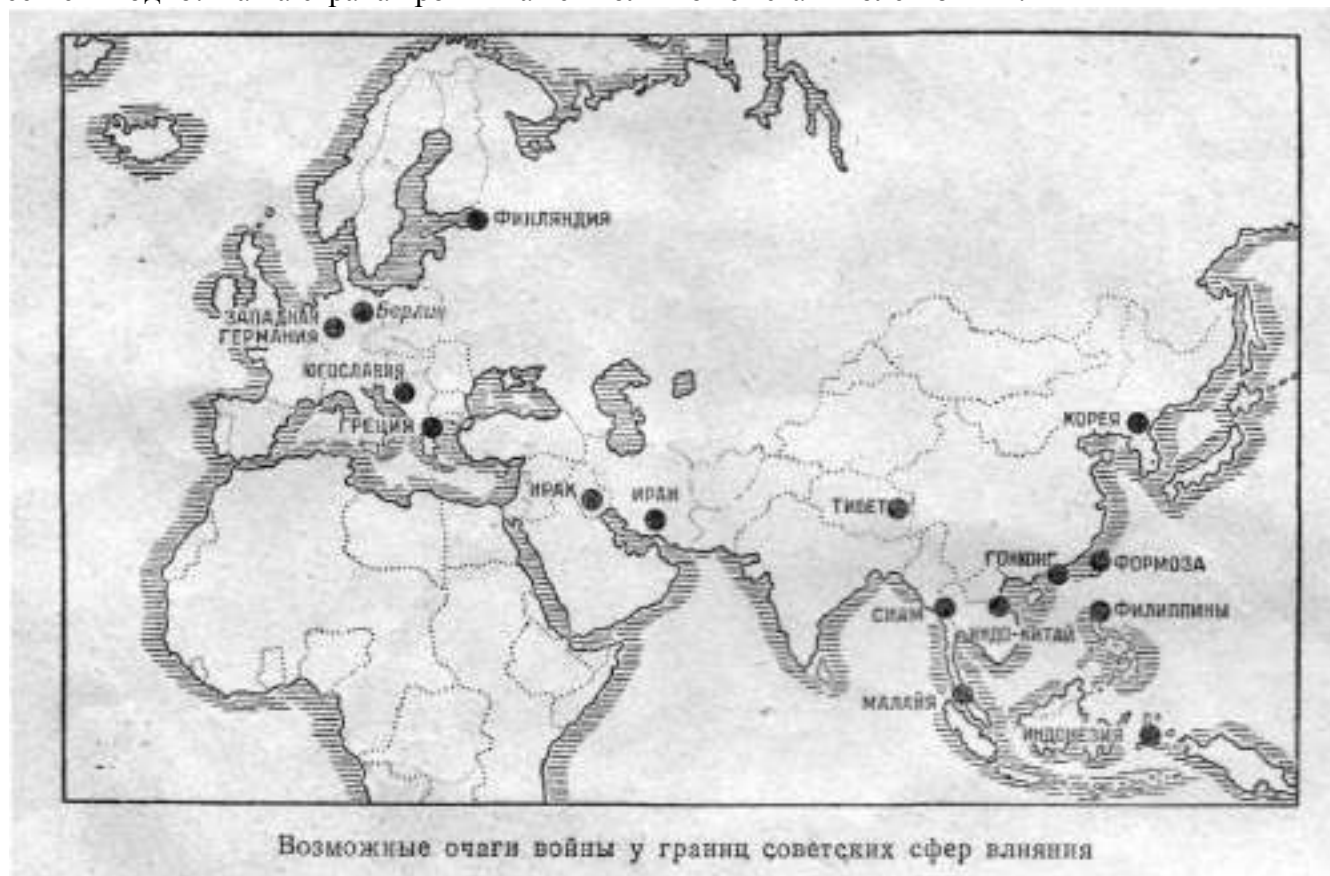 ФИНЛЯНДИЯ
Берлин
ЗАПАДНАЯ
ГЕРМАНИЯ
ЮГОСЛАВИЯ
ГРЕЦИЯ
КОРЕЯ
ИРАК
ИРАН
ТИБЕТ
ГОНКОНГ
ФОРМОЗА
СИАМ
ИНДО-КИТАЙ
ФИЛИППИНЫ
МАЛАЙЯ
ИНДОНЕЗИЯ
Возможные очаги войны у границ советских сфер влияния